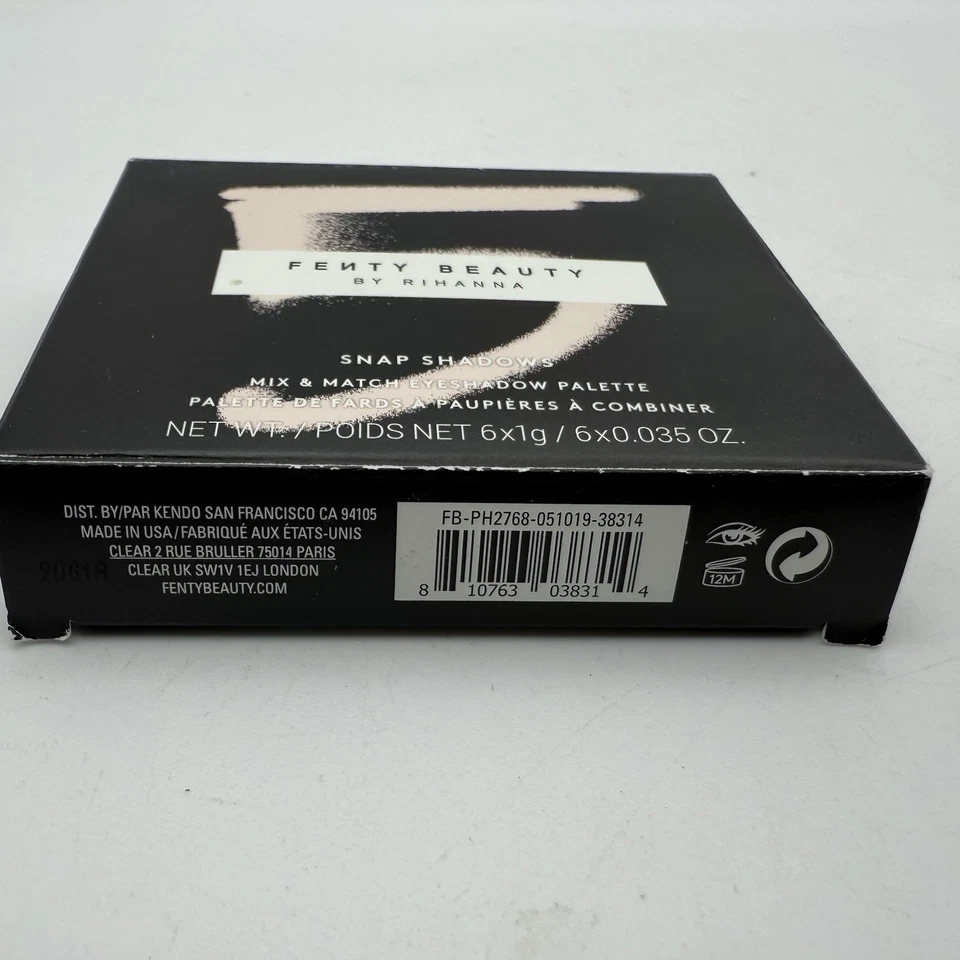 5
FEИTY BEAUTY
BY RIHANNA
SNAP SHADOWS
MIX & MATCH EYESHADOW PALETTE
PALETTE DE FARDS À PAUPIÈRES À COMBINER
NET WT. / POIDS NET 6x1g / 6x0.035 OZ.
DIST. BY/PAR KENDO SAN FRANCISCO CA 94105
MADE IN USA/FABRIQUÉ AUX ÉTATS-UNIS
CLEAR 2 RUE BRULLER 75014 PARIS
CLEAR UK SW1V 1EJ LONDON
FENTYBEAUTY.COM
FB-PH2768-051019-38314
8 10763 03831 4
12M